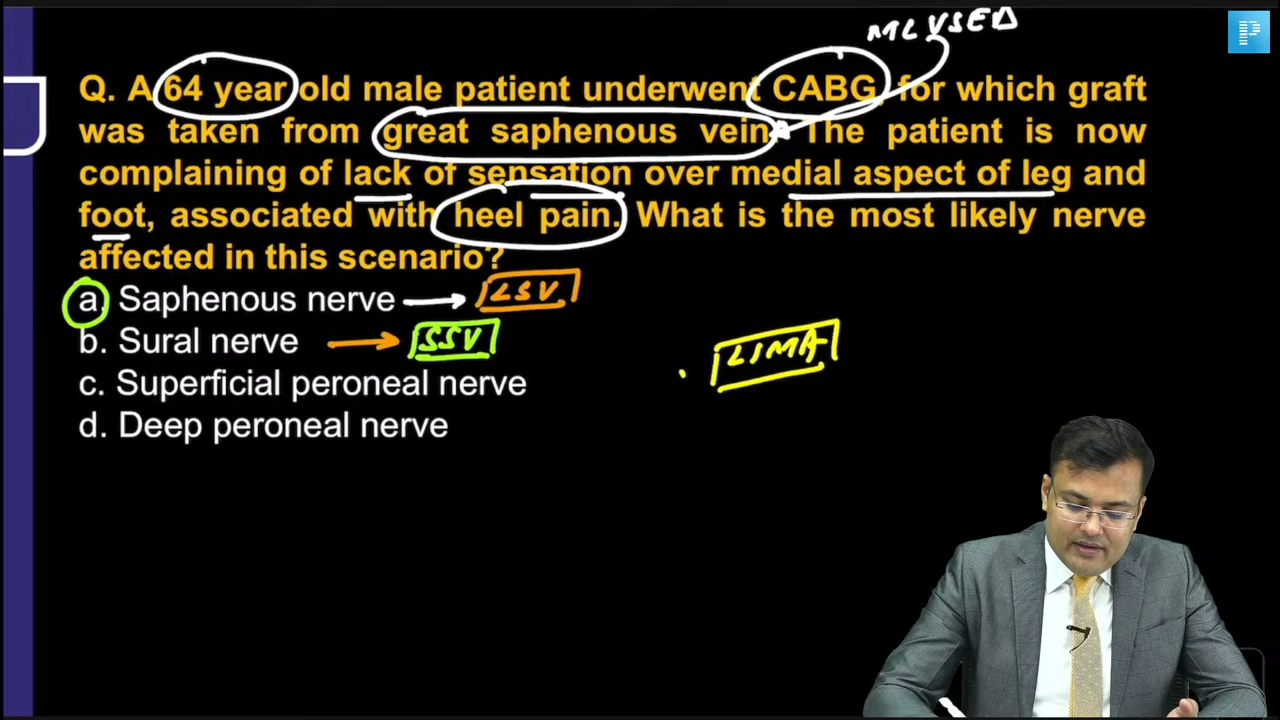 MC USED
Q. A 64 year old male patient underwent CABG, for which graft
was taken from great saphenous vein. The patient is now
complaining of lack of sensation over medial aspect of leg and
foot, associated with heel pain. What is the most likely nerve
affected in this scenario?
a. Saphenous nerve → LSV
b. Sural nerve → SSV
LIMA
c. Superficial peroneal nerve
d. Deep peroneal nerve